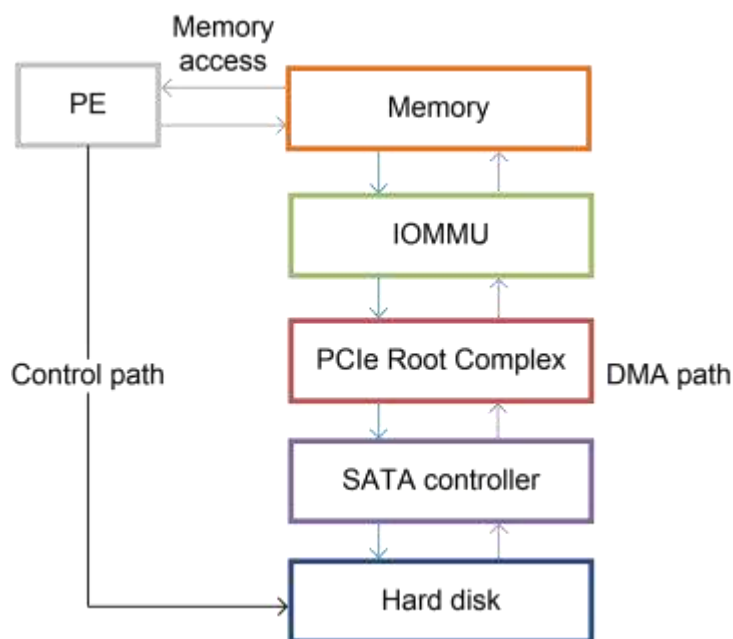 Memory
access
PE
Memory
IOMMU
PCIe Root Complex
Control path
DMA path
SATA controller
Hard disk